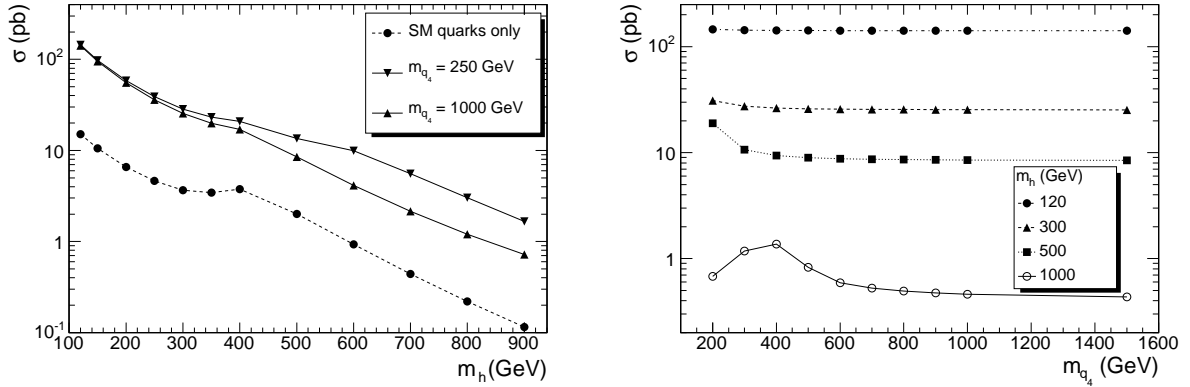 σ (pb)
10²
10
1
10⁻¹
100 200 300 400 500 600 700 800 900
m_h (GeV)
SM quarks only
m_q₄ = 250 GeV
m_q₄ = 1000 GeV
σ (pb)
10²
10
1
200 400 600 800 1000 1200 1400 1600
m_q₄ (GeV)
m_h (GeV)
120
300
500
1000